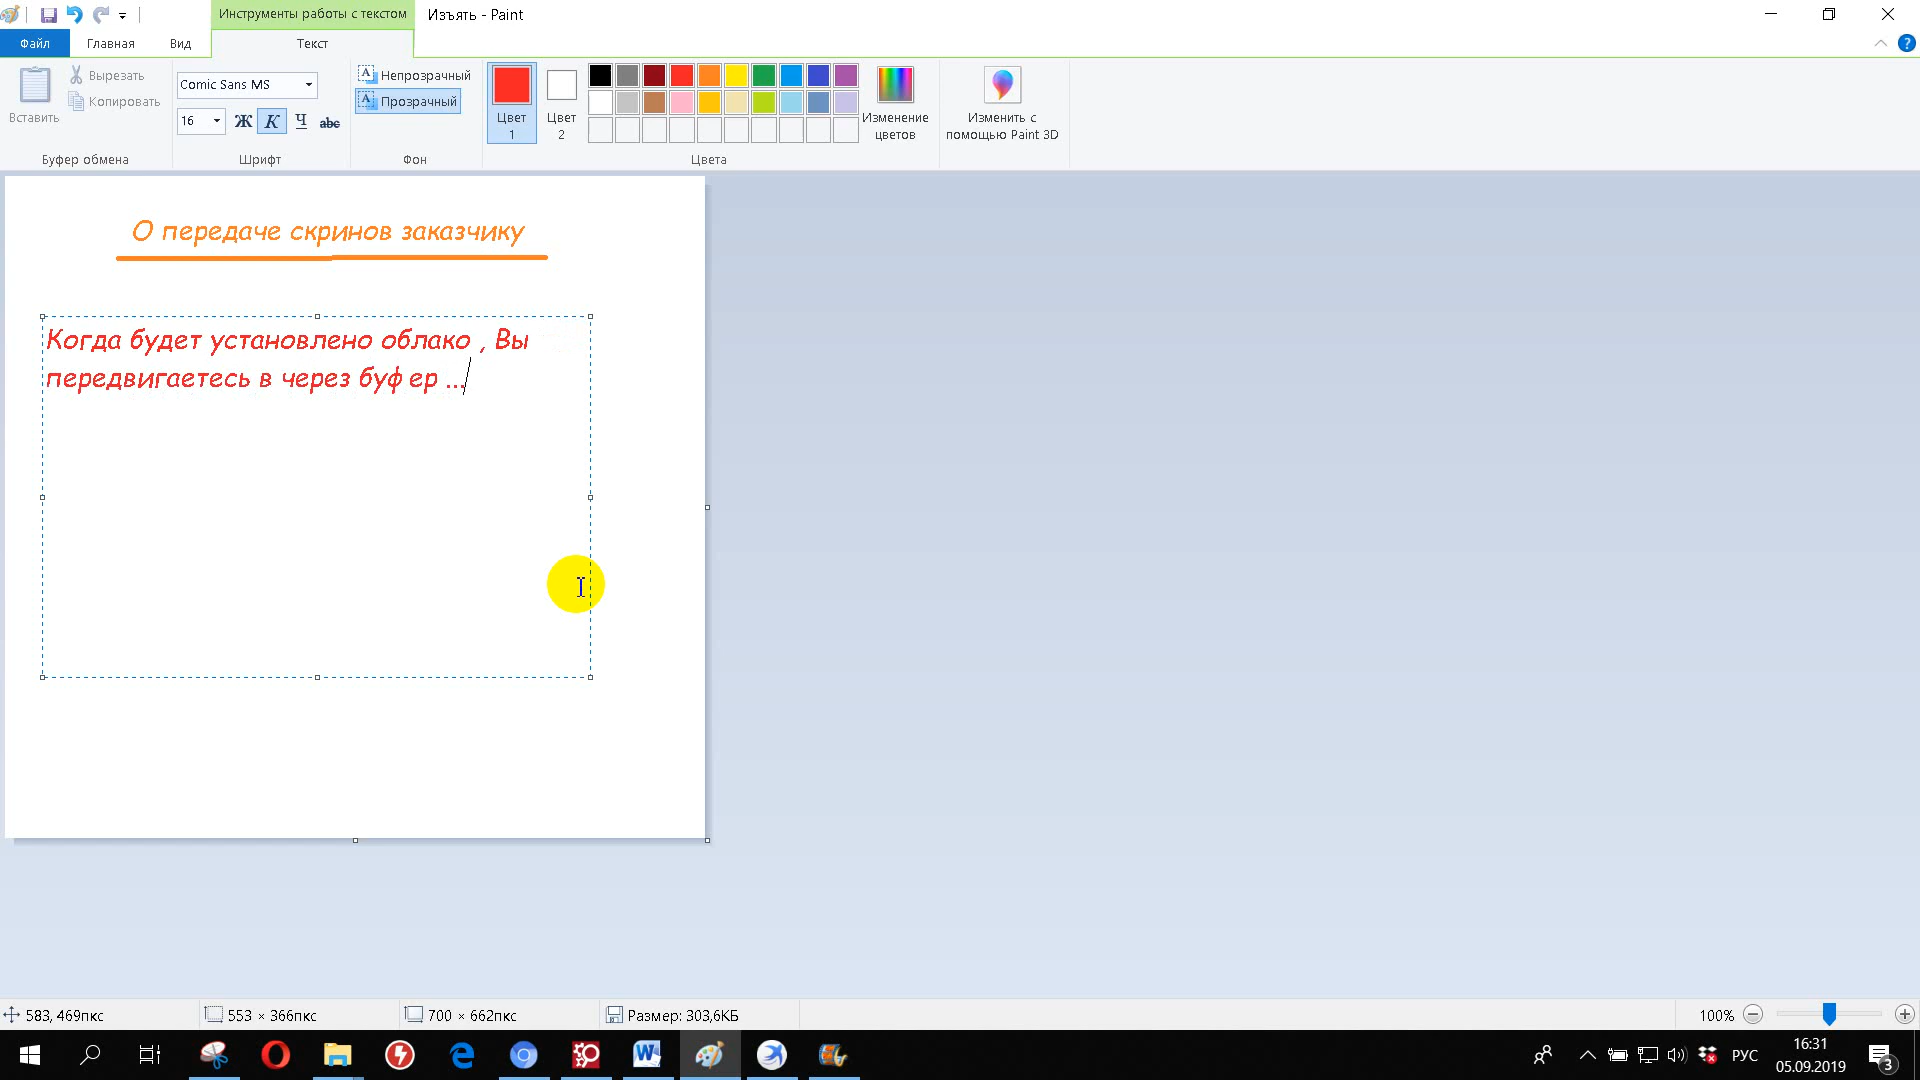 Инструменты работы с текстом
Изъять - Paint
Файл
Главная
Вид
Текст
Вставить
Вырезать
Копировать
Буфер обмена
Comic Sans MS
16
Ж К Ч abc
Шрифт
Непрозрачный
Прозрачный
Фон
Цвет 1
Цвет 2
Цвета
Изменение цветов
Изменить с помощью Paint 3D
О передаче скринов заказчику
Когда будет установлено облако , Вы
передвигаетесь в через буфер ...
583, 469пкс
553 × 366пкс
700 × 662пкс
Размер: 303,6КБ
100%
РУС
16:31
05.09.2019
3